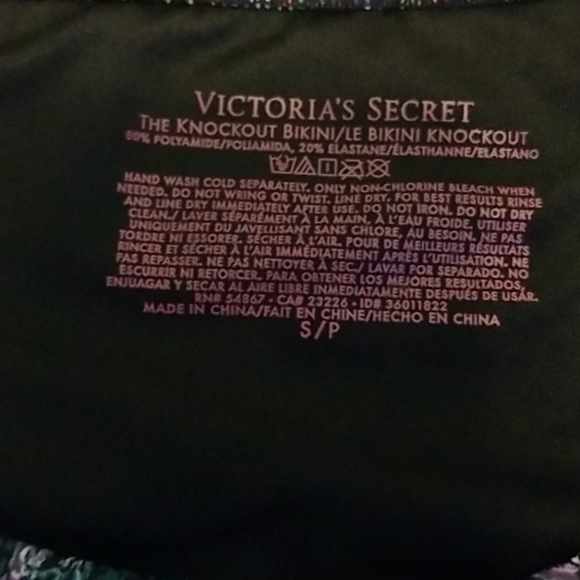 VICTORIA'S SECRET
THE KNOCKOUT BIKINI/LE BIKINI KNOCKOUT
80% POLYAMIDE/POLIAMIDA, 20% ELASTANE/ÉLASTHANNE/ELASTANO
HAND WASH COLD SEPARATELY. ONLY NON-CHLORINE BLEACH WHEN
NEEDED. DO NOT WRING OR TWIST. LINE DRY. FOR BEST RESULTS RINSE
AND LINE DRY IMMEDIATELY AFTER USE. DO NOT IRON. DO NOT DRY
CLEAN./ LAVER SÉPARÉMENT À LA MAIN, À L'EAU FROIDE. UTILISER
UNIQUEMENT DU JAVELLISANT SANS CHLORE, AU BESOIN. NE PAS
TORDRE NI ESSORER. SÉCHER À L'AIR. POUR DE MEILLEURS RÉSULTATS
RINCER ET SÉCHER À L'AIR IMMÉDIATEMENT APRÈS L'UTILISATION. NE
PAS REPASSER. NE PAS NETTOYER À SEC./ LAVAR POR SEPARADO. NO
ESCURRIR NI RETORCER. PARA OBTENER LOS MEJORES RESULTADOS,
ENJUAGAR Y SECAR AL AIRE LIBRE INMEDIATAMENTE DESPUÉS DE USAR.
RN# 54867 • CA# 23226 • ID# 36011822
MADE IN CHINA/FAIT EN CHINE/HECHO EN CHINA
S/P